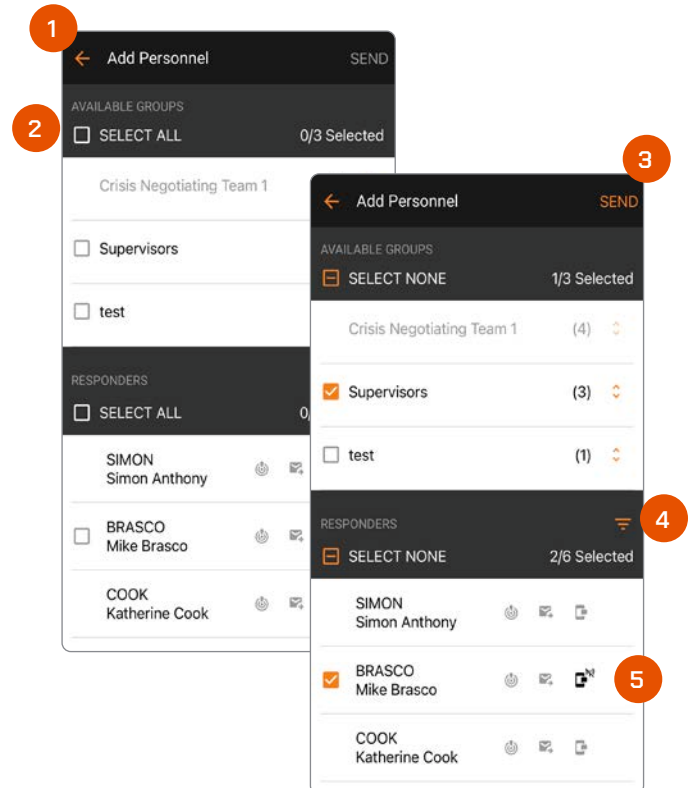 1
Add Personnel SEND
AVAILABLE GROUPS
2
SELECT ALL 0/3 Selected
Crisis Negotiating Team 1
Supervisors
test
RESPONDERS
SELECT ALL 0/
SIMON
Simon Anthony
BRASCO
Mike Brasco
COOK
Katherine Cook
3
Add Personnel SEND
AVAILABLE GROUPS
SELECT NONE 1/3 Selected
Crisis Negotiating Team 1 (4)
Supervisors (3)
test (1)
RESPONDERS
4
SELECT NONE 2/6 Selected
SIMON
Simon Anthony
BRASCO
Mike Brasco
5
COOK
Katherine Cook